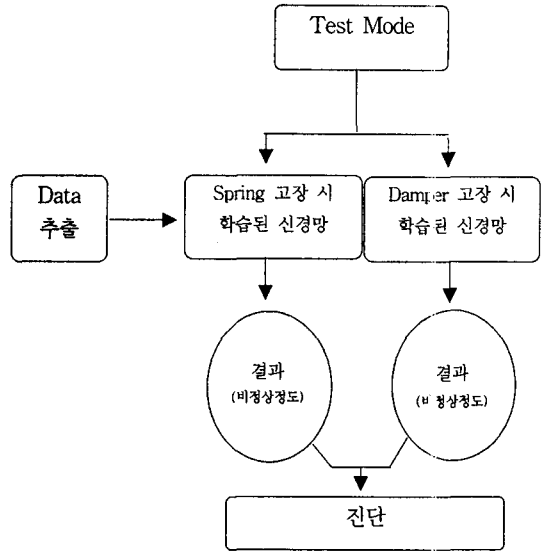 Test Mode
Data
추출
Spring 고장 시
학습된 신경망
Damper 고장 시
학습된 신경망
결과
(비정상정도)
결과
(비정상정도)
진단